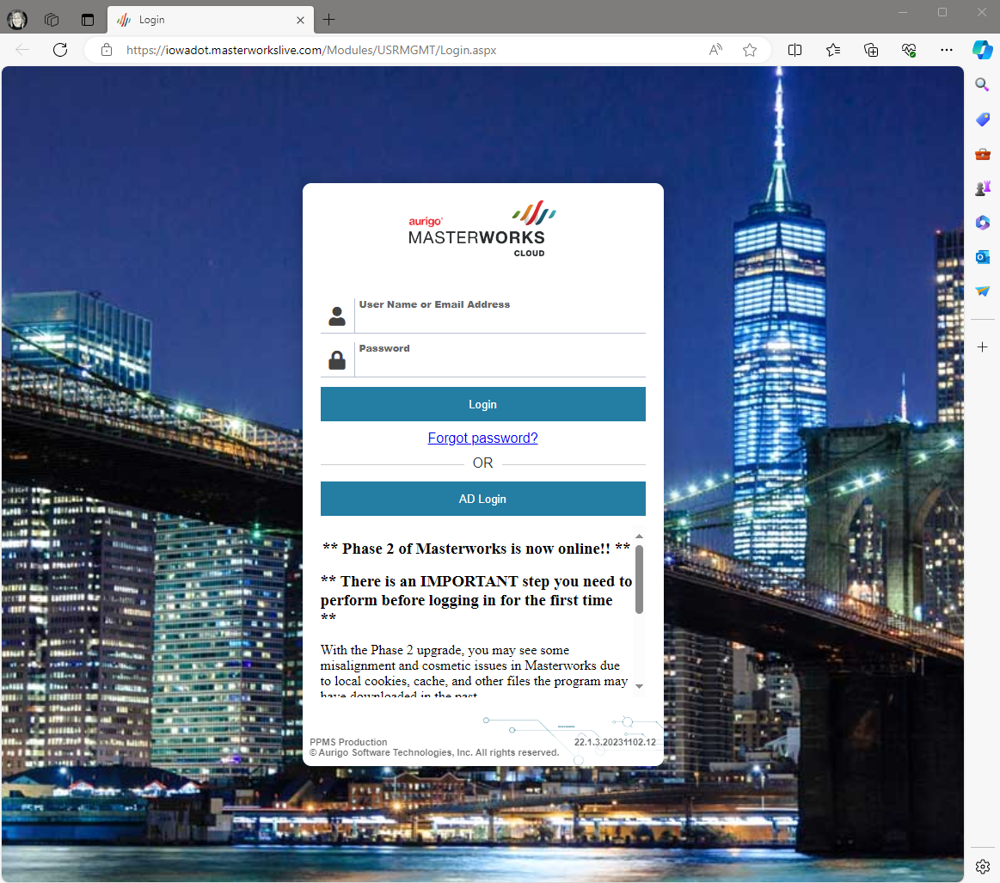 Login
https://iowadot.masterworkslive.com/Modules/USRMGMT/Login.aspx
aurigo
MASTERWORKS
CLOUD
User Name or Email Address
Password
Login
Forgot password?
OR
AD Login
** Phase 2 of Masterworks is now online!! **
** There is an IMPORTANT step you need to
perform before logging in for the first time
**
With the Phase 2 upgrade, you may see some
misalignment and cosmetic issues in Masterworks due
to local cookies, cache, and other files the program may
have downloaded in the past
PPMS Production
22.1.3.20231102.12
© Aurigo Software Technologies, Inc. All rights reserved.